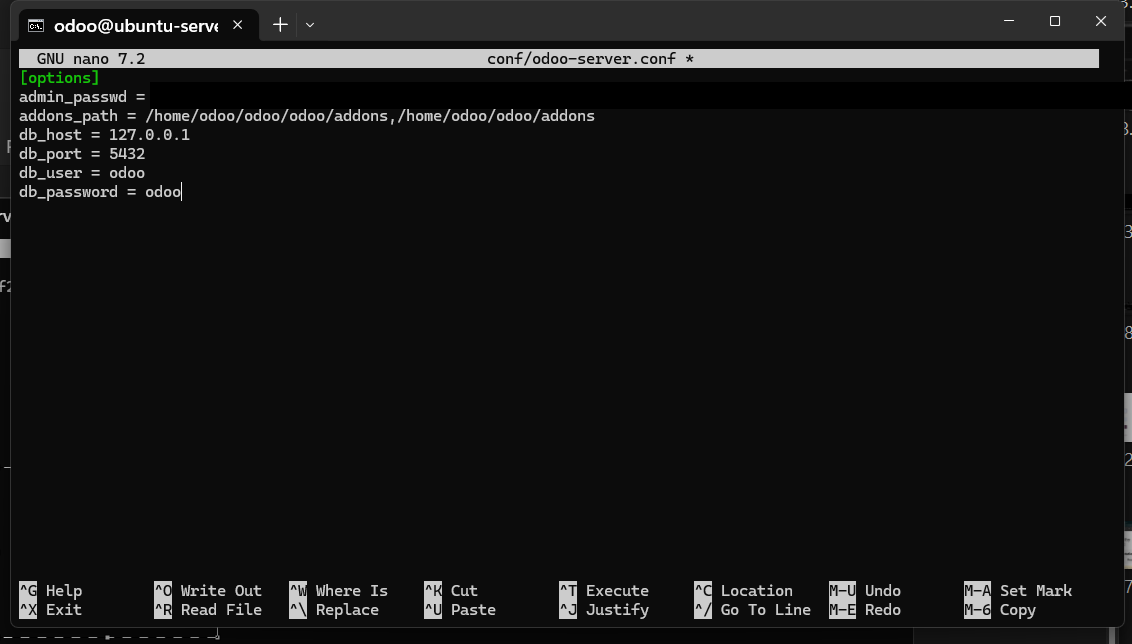 odoo@ubuntu-serve
GNU nano 7.2 conf/odoo-server.conf *
[options]
admin_passwd =
addons_path = /home/odoo/odoo/odoo/addons,/home/odoo/odoo/addons
db_host = 127.0.0.1
db_port = 5432
db_user = odoo
db_password = odoo
^G Help ^O Write Out ^W Where Is ^K Cut ^T Execute ^C Location M-U Undo M-A Set Mark
^X Exit ^R Read File ^\ Replace ^U Paste ^J Justify ^/ Go To Line M-E Redo M-6 Copy